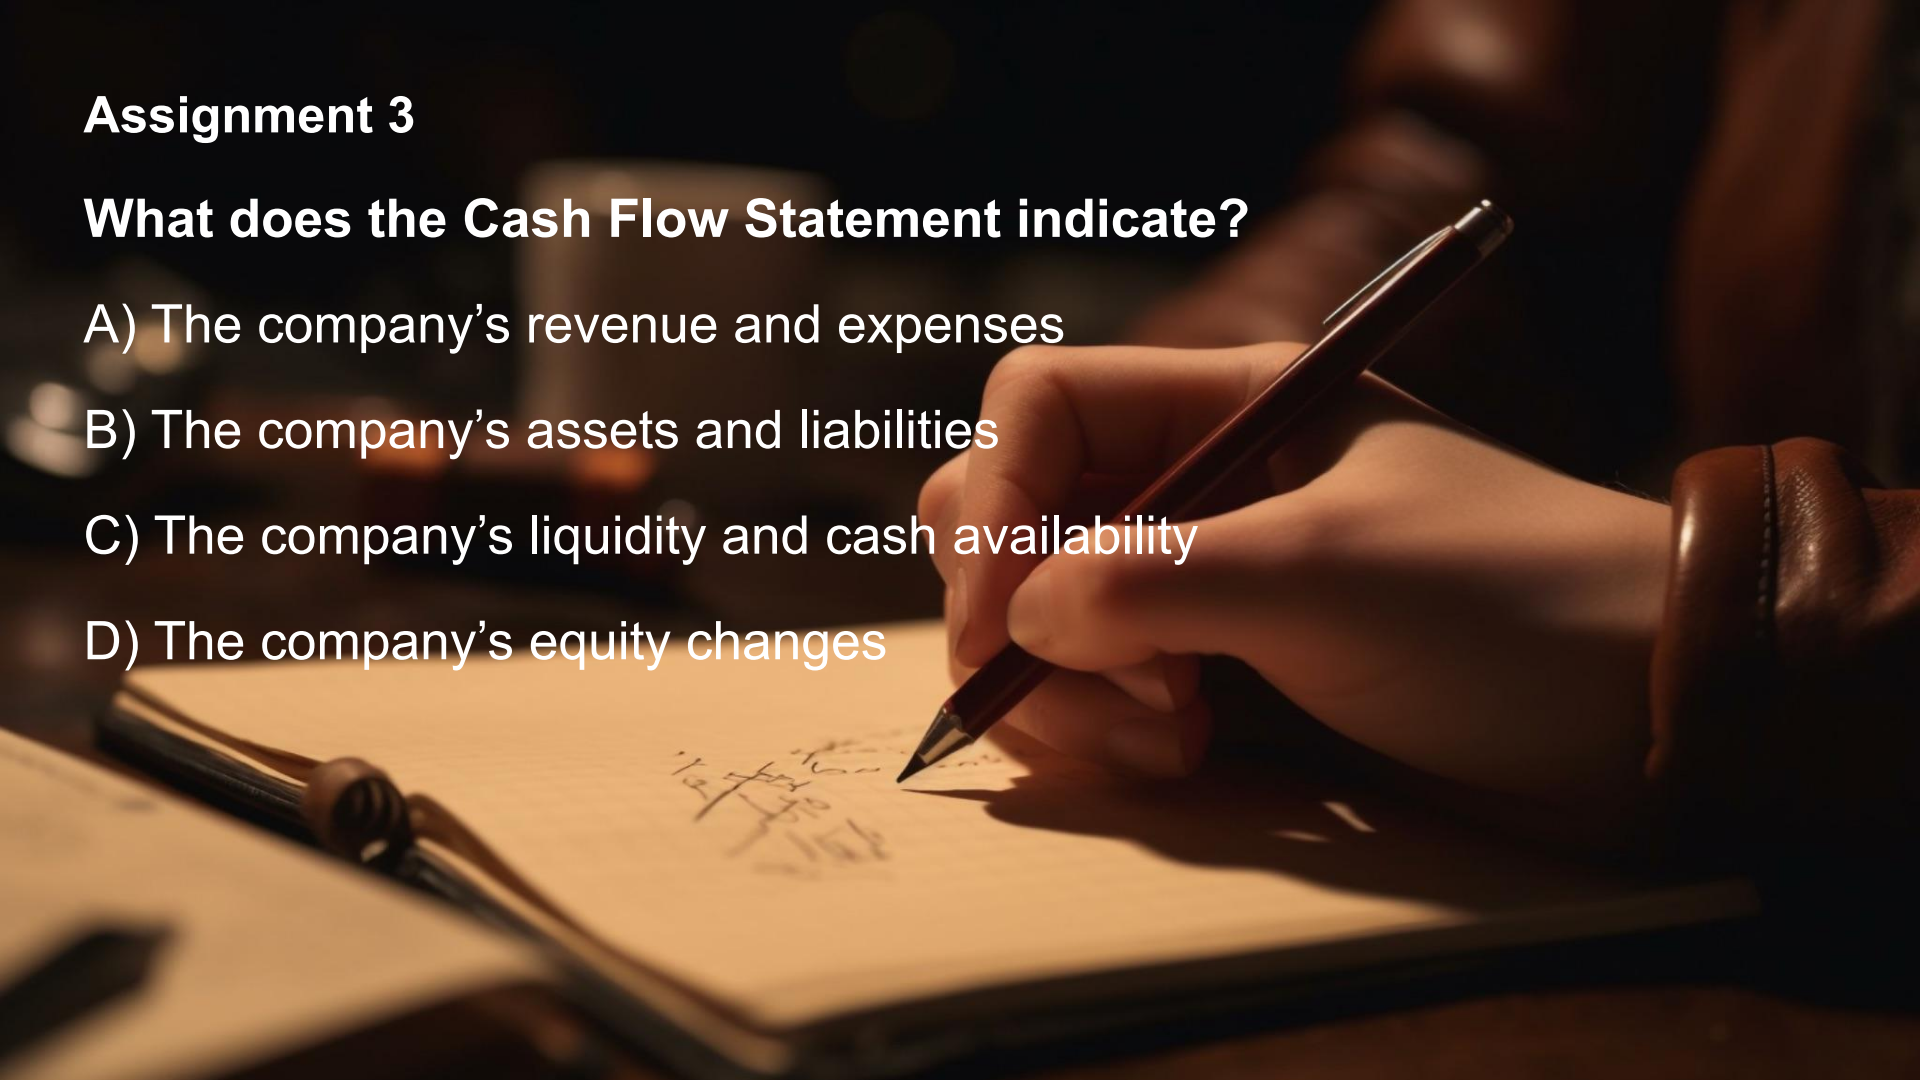 Assignment 3
What does the Cash Flow Statement indicate?
A) The company’s revenue and expenses
B) The company’s assets and liabilities
C) The company’s liquidity and cash availability
D) The company’s equity changes